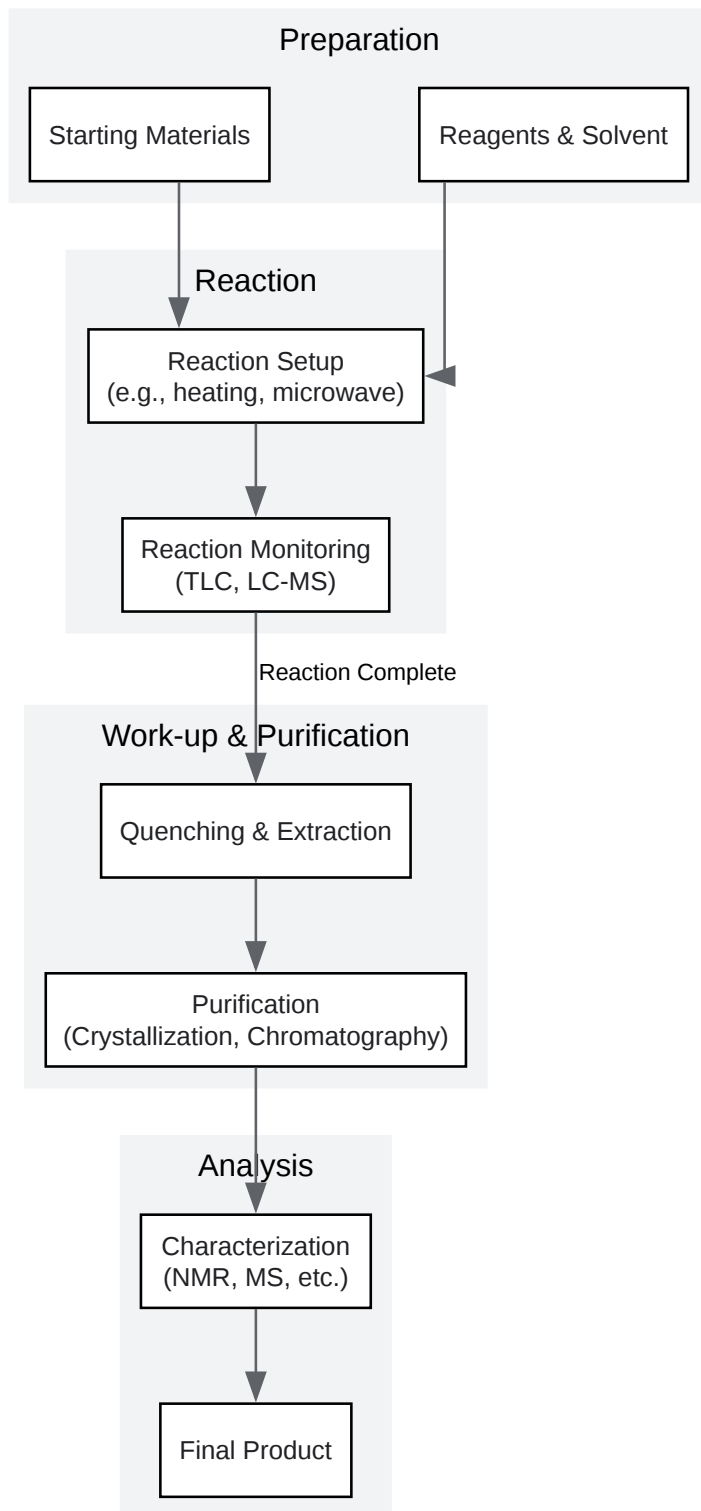 Preparation
Starting Materials
Reagents & Solvent
Reaction
Reaction Setup
(e.g., heating, microwave)
Reaction Monitoring
(TLC, LC-MS)
Reaction Complete
Work-up & Purification
Quenching & Extraction
Purification
(Crystallization, Chromatography)
Analysis
Characterization
(NMR, MS, etc.)
Final Product